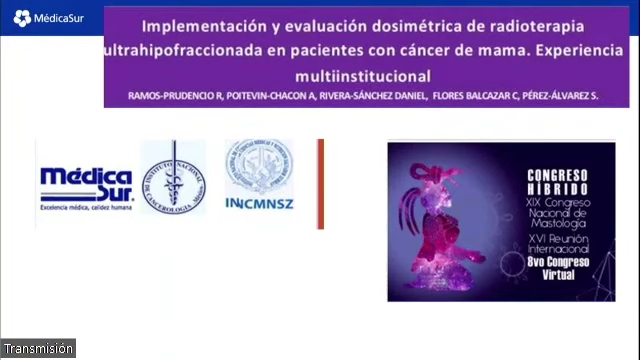 MédicaSur
Implementación y evaluación dosimétrica de radioterapia
ultrahipofraccionada en pacientes con cáncer de mama. Experiencia
multiinstitucional
RAMOS-PRUDENCIO R, POITEVIN-CHACON A, RIVERA-SÁNCHEZ DANIEL, FLORES BALCAZAR C, PÉREZ-ÁLVAREZ S.
médica
Sur
Excelencia médica, calidez humana
INSTITUTO NACIONAL
DE CANCEROLOGIA
INCMNSZ
CONGRESO
HÍBRIDO
XIX Congreso
Nacional de
Mastología
XVI Reunión
Internacional
8vo Congreso
Virtual
Transmisión